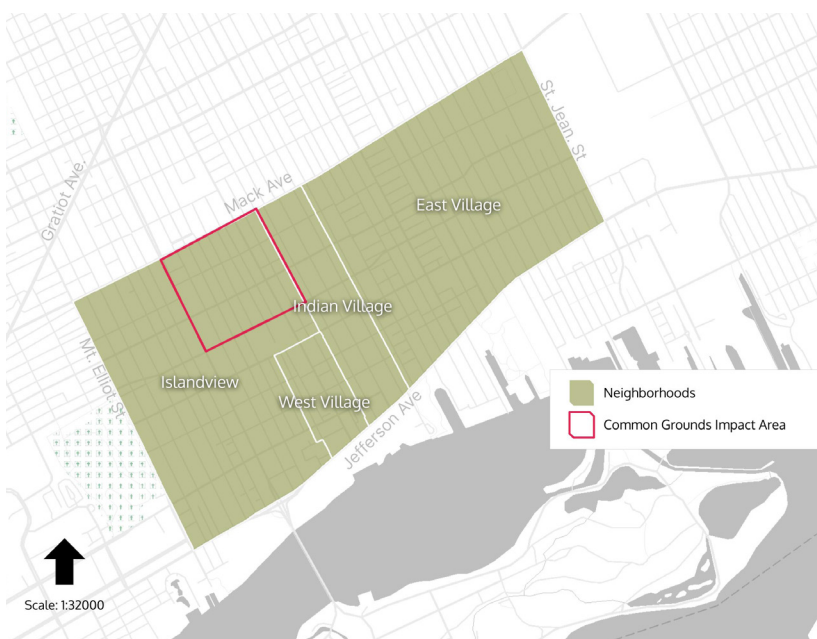 St. Jean. St
Gratiot Ave.
Mack Ave
East Village
Indian Village
Mt. Elliot St.
Islandview
West Village
Jefferson Ave
Neighborhoods
Common Grounds Impact Area
Scale: 1:32000